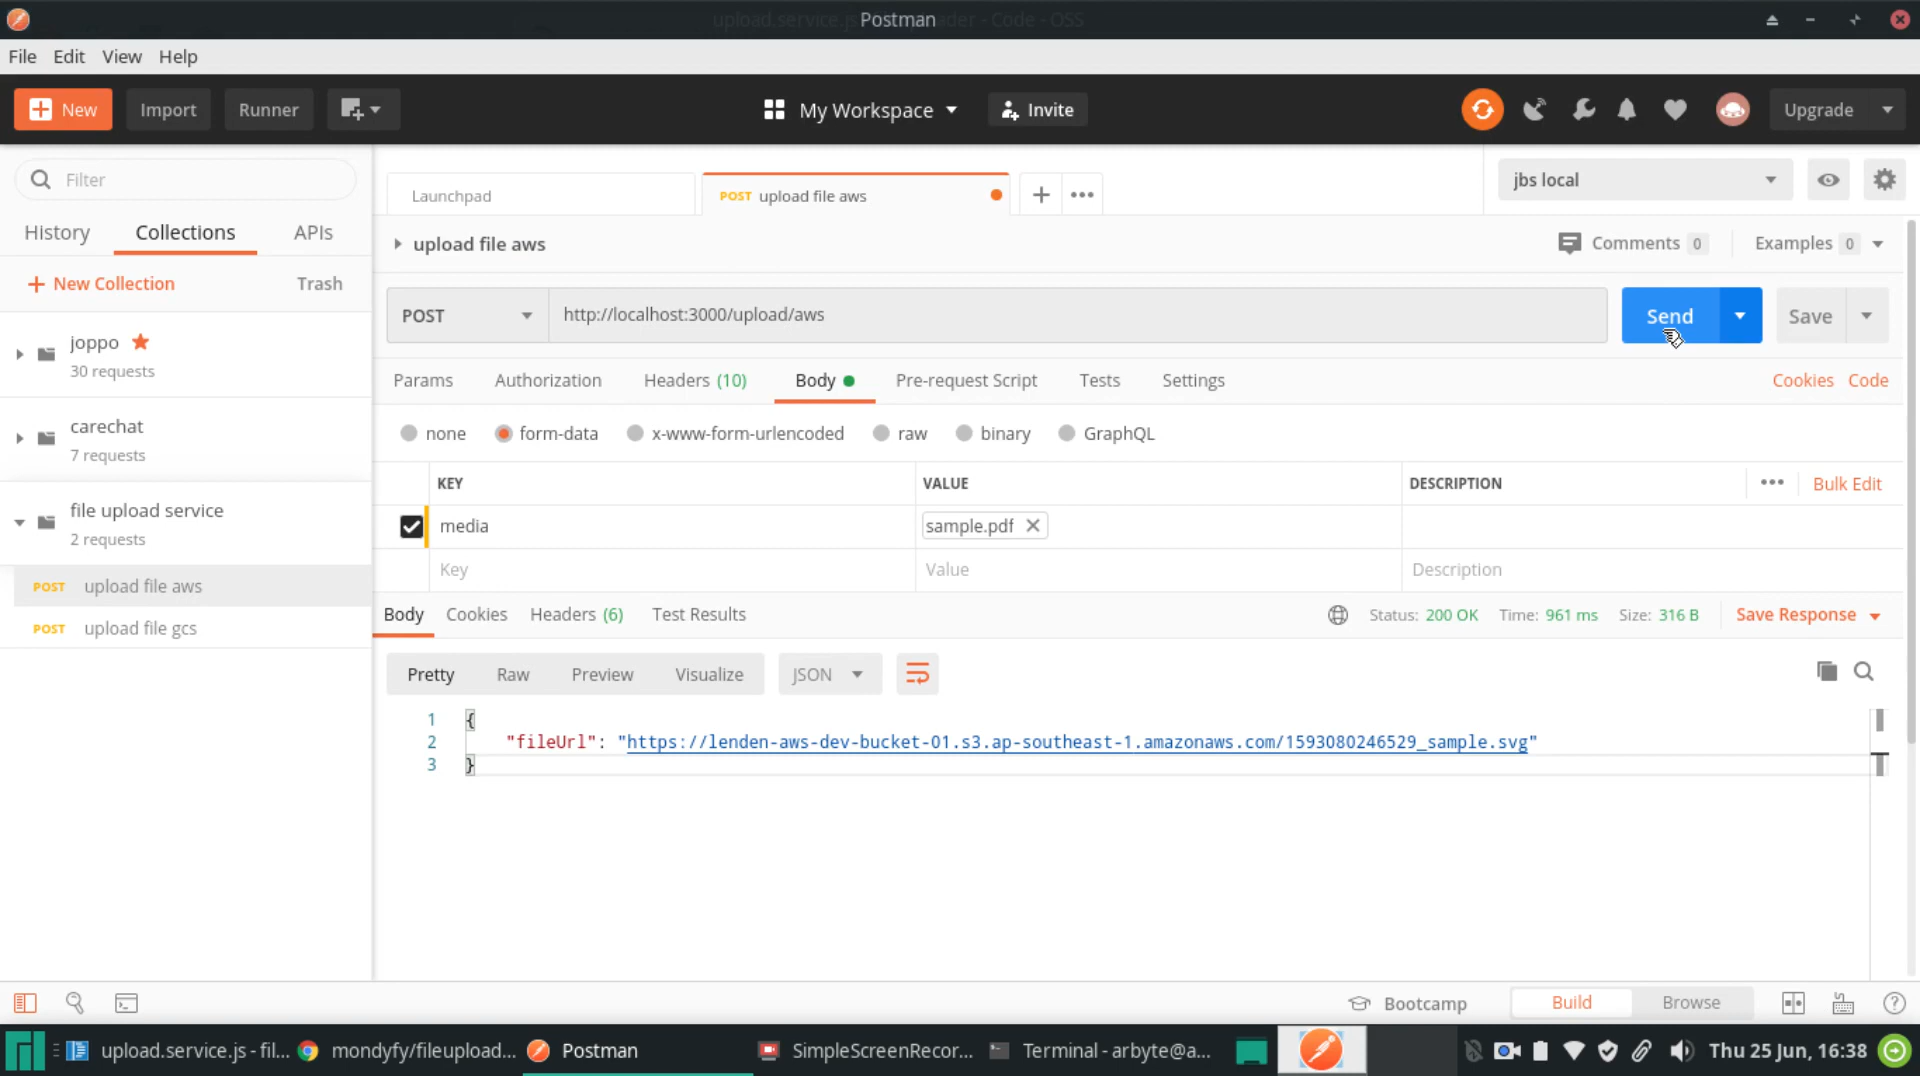 upload.service.js
ader - Code - OSS
Postman
File Edit View Help
New Import Runner My Workspace Invite Upgrade
Filter
History Collections APIs
New Collection Trash
joppo
30 requests
carechat
7 requests
file upload service
2 requests
POST upload file aws
POST upload file gcs
Launchpad POST upload file aws jbs local
upload file aws Comments 0 Examples 0
POST http://localhost:3000/upload/aws Send Save
Params Authorization Headers (10) Body Pre-request Script Tests Settings Cookies Code
none form-data x-www-form-urlencoded raw binary GraphQL
KEY VALUE DESCRIPTION Bulk Edit
media sample.pdf
Key Value Description
Body Cookies Headers (6) Test Results Status: 200 OK Time: 961 ms Size: 316 B Save Response
Pretty Raw Preview Visualize JSON
1 {
2 "fileUrl": "https://lenden-aws-dev-bucket-01.s3.ap-southeast-1.amazonaws.com/1593080246529_sample.svg"
3 }
Bootcamp Build Browse
upload.service.js - fil... mondyfy/fileupload... Postman SimpleScreenRecor... Terminal - arbyte@a... Thu 25 Jun, 16:38